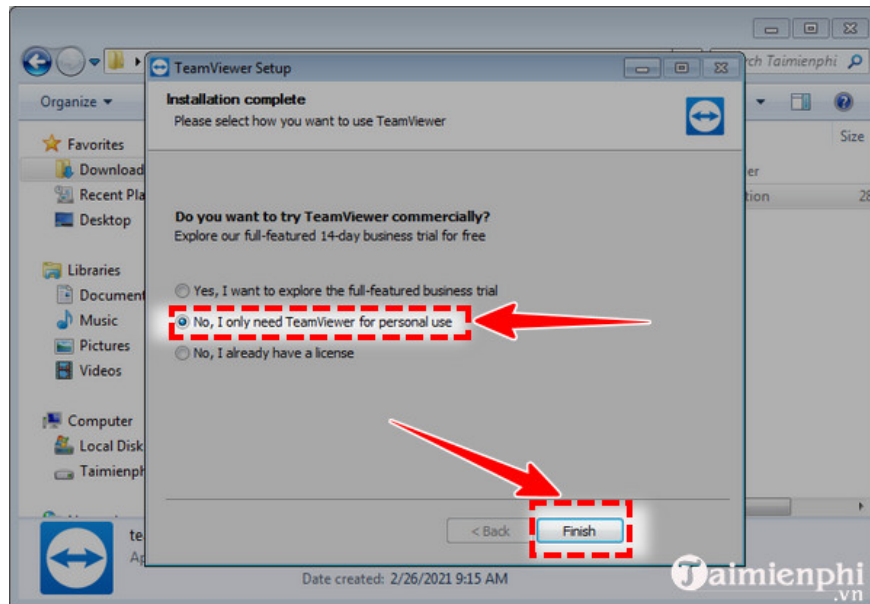 rch Taimienphi
TeamViewer Setup
Organize
Installation complete
Please select how you want to use TeamViewer
Size
Favorites
Download
Recent Pla
Desktop
er
tion
28
Do you want to try TeamViewer commercially?
Explore our full-featured 14-day business trial for free
Libraries
Document
Music
Pictures
Videos
Yes, I want to explore the full-featured business trial
No, I only need TeamViewer for personal use
No, I already have a license
Computer
Local Disk
Taimienph
< Back
Finish
te
Ap
Date created: 2/26/2021 9:15 AM
Taimienphi
.vn